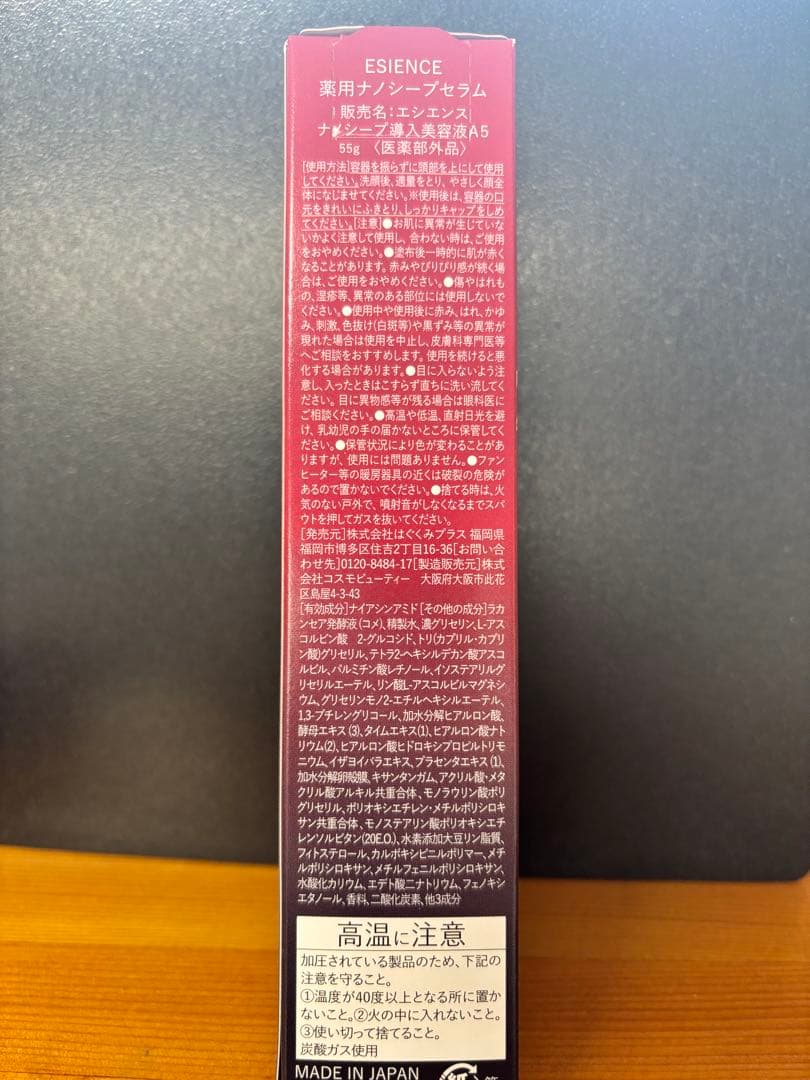 ESIENCE
薬用ナノシープセラム
販売名:エシエンス
ナノシープ導入美容液A5
55g 〈医薬部外品〉
[使用方法]容器を振らずに頭部を上にして使用
してください。洗顔後、適量をとり、やさしく顔全
体になじませてください。※使用後は、容器の口
元をきれいにふきとり、しっかりキャップをしめ
てください。[注意]●お肌に異常が生じていな
いかよく注意して使用し、合わない時は、ご使用
をおやめください。●塗布後一時的に肌が赤く
なることがあります。赤みやぴりぴり感が続く場
合は、ご使用をおやめください。●傷やはれも
の、湿疹等、異常のある部位には使用しないで
ください。●使用中や使用後に赤み、はれ、かゆ
み、刺激、色抜け(白斑等)や黒ずみ等の異常が
現れた場合は使用を中止し、皮膚科専門医等
へご相談をおすすめします。使用を続けると悪
化する場合があります。●目に入らないよう注
意し、入ったときはこすらず直ちに洗い流してく
ださい。目に異物感等が残る場合は眼科医に
ご相談ください。●高温や低温、直射日光を避
け、乳幼児の手の届かないところに保管してく
ださい。●保管状況により色が変わることがあ
りますが、使用には問題ありません。●ファン
ヒーター等の暖房器具の近くは破裂の危険が
あるので置かないでください。●捨てる時は、火
気のない戸外で、噴射音がしなくなるまでスパ
ウトを押してガスを抜いてください。
[発売元]株式会社はぐくみプラス 福岡県
福岡市博多区住吉2丁目16-36[お問い合
わせ先]0120-8484-17[製造販売元]株式
会社コスモビューティー 大阪府大阪市此花
区島屋4-3-43
[有効成分]ナイアシンアミド[その他の成分]ラカ
ンセア発酵液(コメ)、精製水、濃グリセリン、L-アス
コルビン酸 2-グルコシド、トリ(カプリル・カプリ
ン酸)グリセリル、テトラ2-ヘキシルデカン酸アスコ
ルビル、パルミチン酸レチノール、イソステアリルグ
リセリルエーテル、リン酸L-アスコルビルマグネシ
ウム、グリセリンモノ2-エチルヘキシルエーテル、
1,3-ブチレングリコール、加水分解ヒアルロン酸、
酵母エキス(3)、タイムエキス(1)、ヒアルロン酸ナト
リウム(2)、ヒアルロン酸ヒドロキシプロピルトリモ
ニウム、イザヨイバラエキス、プラセンタエキス(1)、
加水分解卵殻膜、キサンタンガム、アクリル酸・メタ
クリル酸アルキル共重合体、モノラウリン酸ポリ
グリセリル、ポリオキシエチレン・メチルポリシロキ
サン共重合体、モノステアリン酸ポリオキシエチ
レンソルビタン(20E.O.)、水素添加大豆リン脂質、
フィトステロール、カルボキシビニルポリマー、メチ
ルポリシロキサン、メチルフェニルポリシロキサン、
水酸化カリウム、エデト酸二ナトリウム、フェノキシ
エタノール、香料、二酸化炭素、他3成分
高温に注意
加圧されている製品のため、下記の
注意を守ること。
①温度が40度以上となる所に置か
ないこと。②火の中に入れないこと。
③使い切って捨てること。
炭酸ガス使用
MADE IN JAPAN